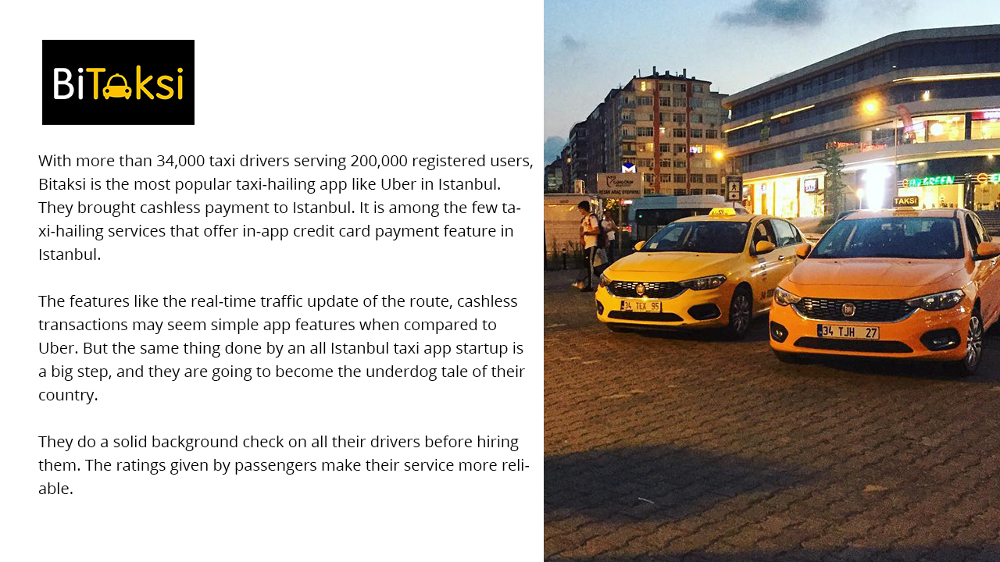 BiTaksi
With more than 34,000 taxi drivers serving 200,000 registered users,
Bitaksi is the most popular taxi-hailing app like Uber in Istanbul.
They brought cashless payment to Istanbul. It is among the few ta-
xi-hailing services that offer in-app credit card payment feature in
Istanbul.
The features like the real-time traffic update of the route, cashless
transactions may seem simple app features when compared to
Uber. But the same thing done by an all Istanbul taxi app startup is
a big step, and they are going to become the underdog tale of their
country.
They do a solid background check on all their drivers before hiring
them. The ratings given by passengers make their service more reli-
able.
M
GREEN
TAKSi
34 TEK 95
34 TJH 27